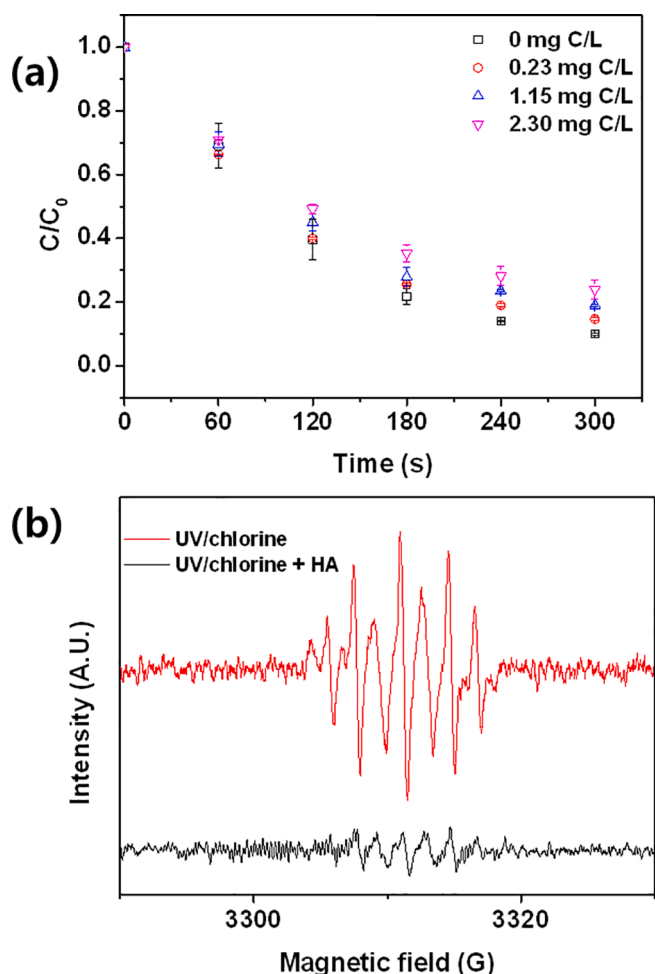 (a)
0 mg C/L
0.23 mg C/L
1.15 mg C/L
2.30 mg C/L
1.0
0.8
0.6
0.4
0.2
0.0
C/C₀
0 60 120 180 240 300
Time (s)
(b)
UV/chlorine
UV/chlorine + HA
Intensity (A.U.)
3300 3320
Magnetic field (G)